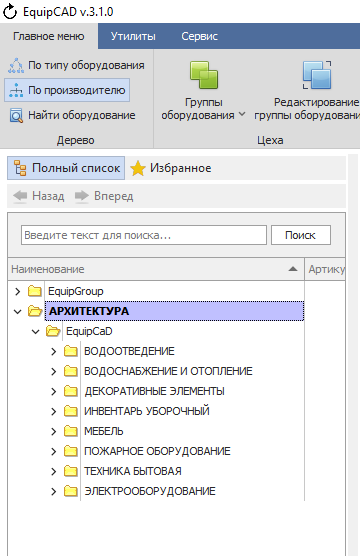 EquipCAD v.3.1.0
Главное меню Утилиты Сервис
По типу оборудования
По производителю
Найти оборудование
Группы
оборудования
Редактирование
группы оборудовани
Дерево Цеха
Полный список Избранное
Назад Вперед
Введите текст для поиска... Поиск
Наименование Артику
EquipGroup
АРХИТЕКТУРА
EquipCaD
ВОДООТВЕДЕНИЕ
ВОДОСНАБЖЕНИЕ И ОТОПЛЕНИЕ
ДЕКОРАТИВНЫЕ ЭЛЕМЕНТЫ
ИНВЕНТАРЬ УБОРОЧНЫЙ
МЕБЕЛЬ
ПОЖАРНОЕ ОБОРУДОВАНИЕ
ТЕХНИКА БЫТОВАЯ
ЭЛЕКТРООБОРУДОВАНИЕ